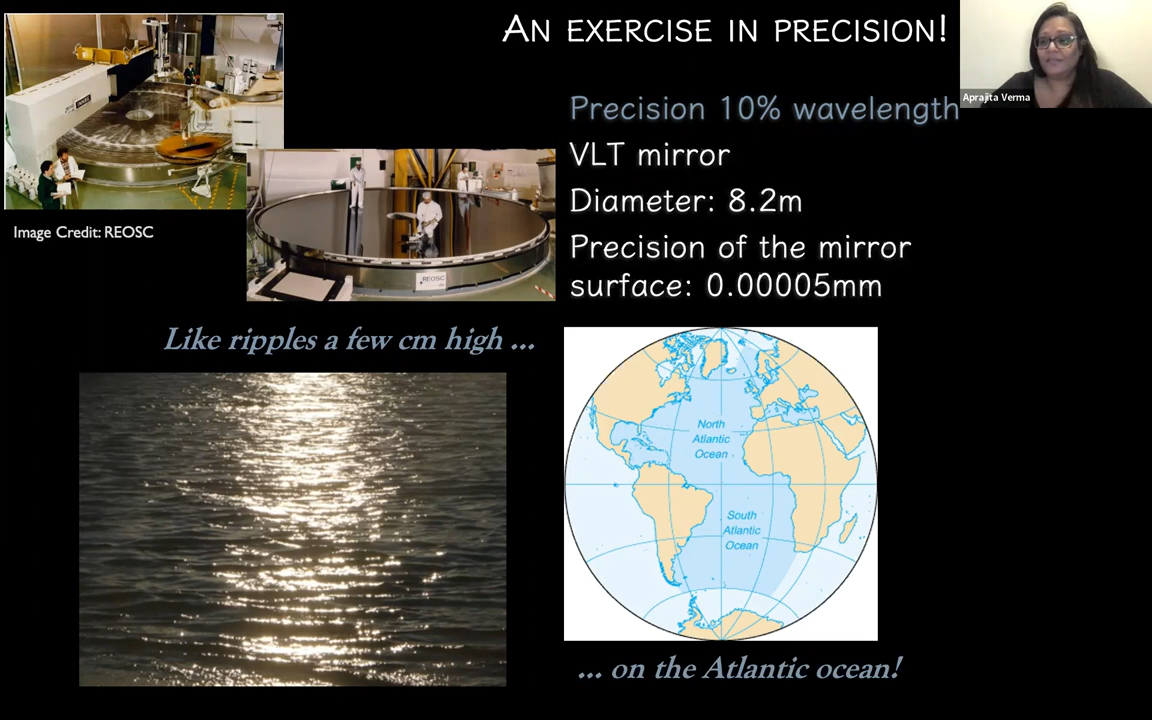 AN EXERCISE IN PRECISION!
Aprajita Verma
Precision 10% wavelength
VLT mirror
Diameter: 8.2m
Precision of the mirror
surface: 0.00005mm
Image Credit: REOSC
REOSC
Like ripples a few cm high ...
North
Atlantic
Ocean
South
Atlantic
Ocean
... on the Atlantic ocean!